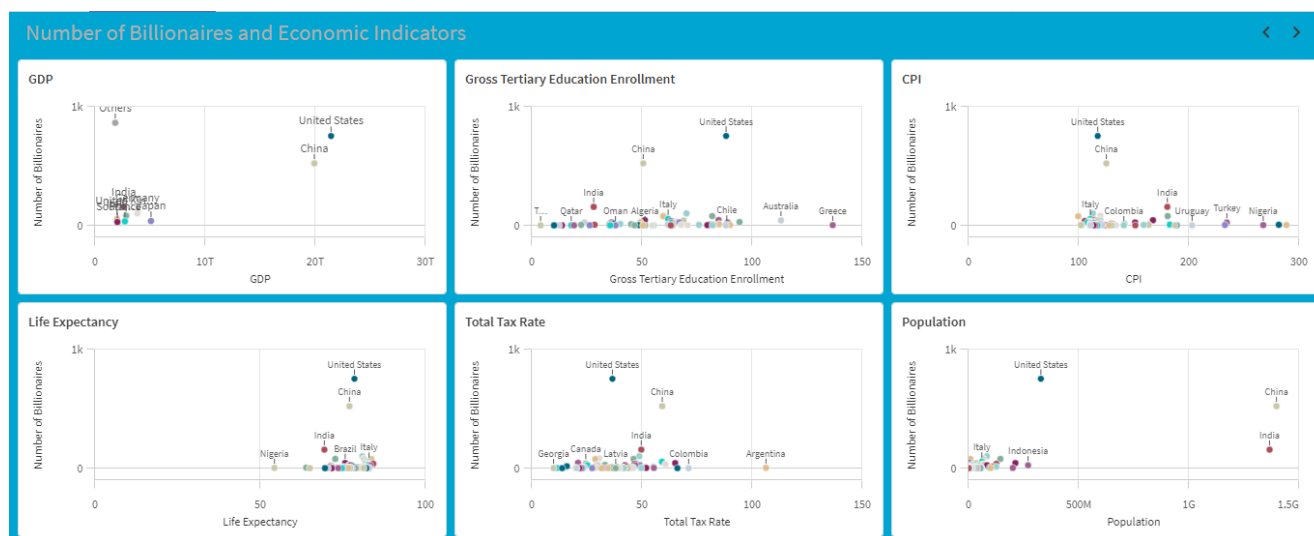 Number of Billionaires and Economic Indicators
GDP
Number of Billionaires
1k
0
Others
United States
China
India
Germany
Japan
0
10T
20T
30T
GDP
Gross Tertiary Education Enrollment
Number of Billionaires
1k
0
United States
China
India
T...
Qatar
Oman
Algeria
Italy
Chile
Australia
Greece
0
50
100
150
Gross Tertiary Education Enrollment
CPI
Number of Billionaires
1k
0
United States
China
India
Italy
Colombia
Uruguay
Turkey
Nigeria
0
100
200
300
CPI
Life Expectancy
Number of Billionaires
1k
0
United States
China
India
Nigeria
Brazil
Italy
0
50
100
Life Expectancy
Total Tax Rate
Number of Billionaires
1k
0
United States
China
India
Georgia
Canada
Latvia
Colombia
Argentina
0
50
100
150
Total Tax Rate
Population
Number of Billionaires
1k
0
United States
China
India
Italy
Indonesia
0
500M
1G
1.5G
Population